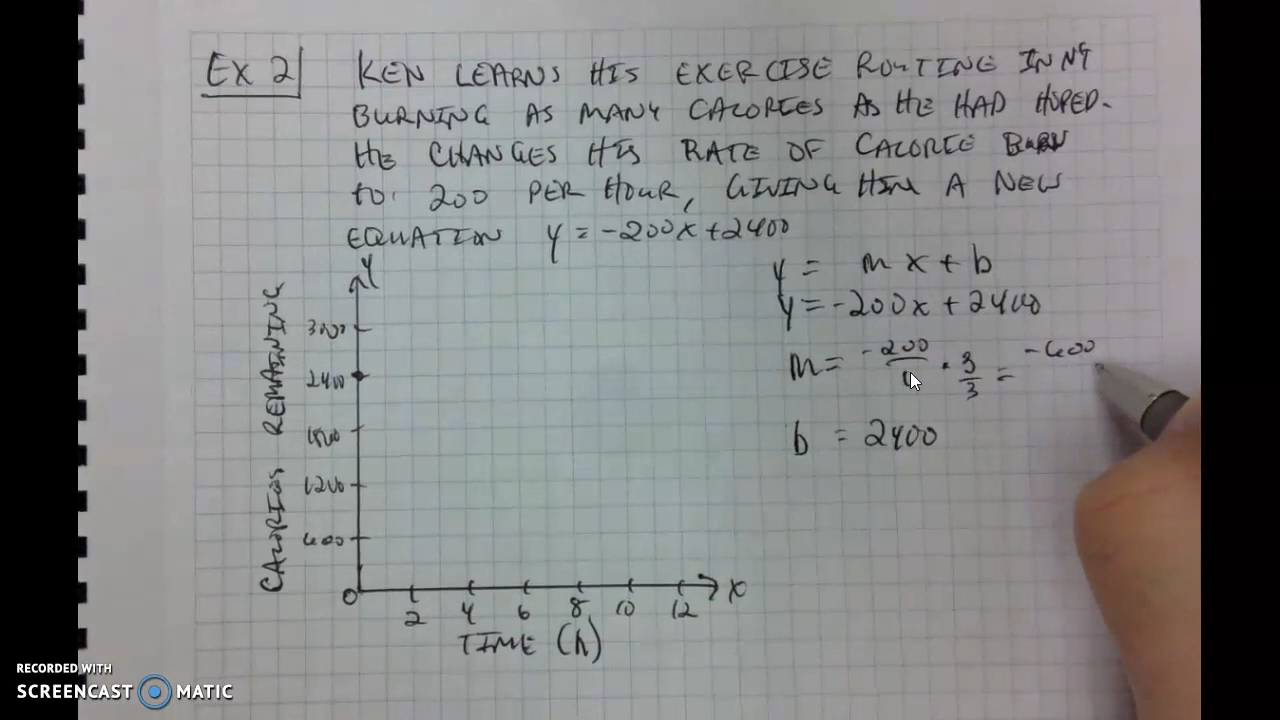 Ex 2 KEN LEARNS HIS EXERCISE ROUTINE ISN'T
BURNING AS MANY CALORIES AS HE HAD HOPED.
HE CHANGES HIS RATE OF CALORIE BURN
TO 200 PER HOUR, GIVING HIM A NEW
EQUATION y = -200x + 2400
y = mx + b
y = -200x + 2400
m = -200/1 · 3/3 = -600
b = 2400
y
CALORIES REMAINING
3000
2400
1800
1200
600
0
2 4 6 8 10 12
x
TIME (h)
RECORDED WITH
SCREENCAST MATIC